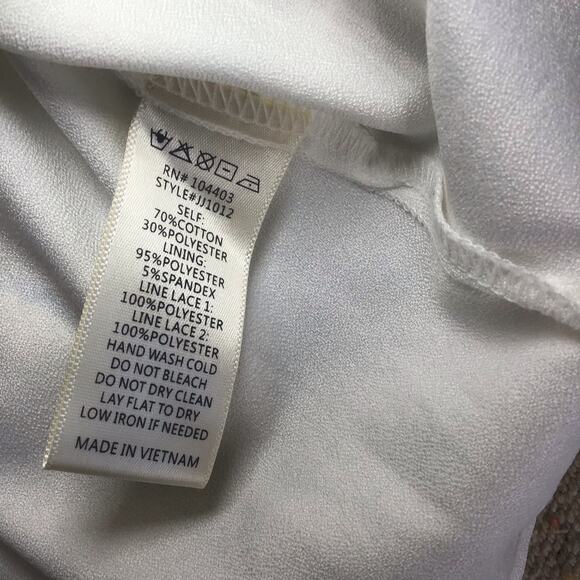 RN# 104403
STYLE#JJ1012
SELF:
70%COTTON
30%POLYESTER
LINING:
95%POLYESTER
5%SPANDEX
LINE LACE 1:
100%POLYESTER
LINE LACE 2:
100%POLYESTER
HAND WASH COLD
DO NOT BLEACH
DO NOT DRY CLEAN
LAY FLAT TO DRY
LOW IRON IF NEEDED
MADE IN VIETNAM